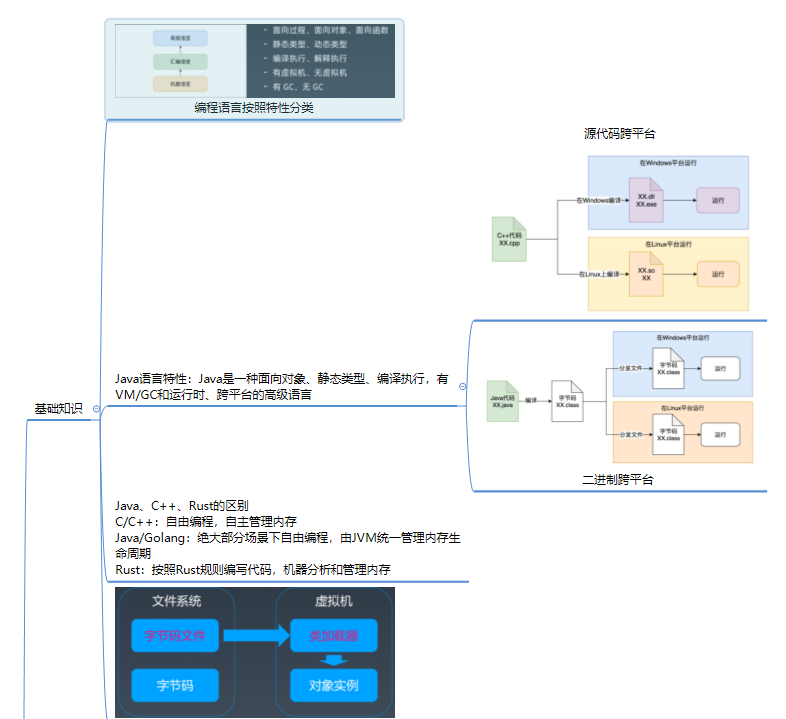 高级语言
汇编语言
机器语言
- 面向过程、面向对象、面向函数
- 静态类型、动态类型
- 编译执行、解释执行
- 有虚拟机、无虚拟机
- 有 GC、无 GC
编程语言按照特性分类
源代码跨平台
在Windows平台运行
C++代码
XX.cpp
在Windows编译
XX.dll
XX.exe
运行
在Linux平台运行
在Linux上编译
XX.so
XX
运行
Java语言特性：Java是一种面向对象、静态类型、编译执行，有
VM/GC和运行时、跨平台的高级语言
Java代码
XX.java
编译
字节码
XX.class
在Windows平台运行
分发文件
字节码
XX.class
运行
在Linux平台运行
分发文件
字节码
XX.class
运行
二进制跨平台
基础知识
Java、C++、Rust的区别
C/C++：自由编程，自主管理内存
Java/Golang：绝大部分场景下自由编程，由JVM统一管理内存生
命周期
Rust：按照Rust规则编写代码，机器分析和管理内存
文件系统
字节码文件
字节码
虚拟机
类加载器
对象实例